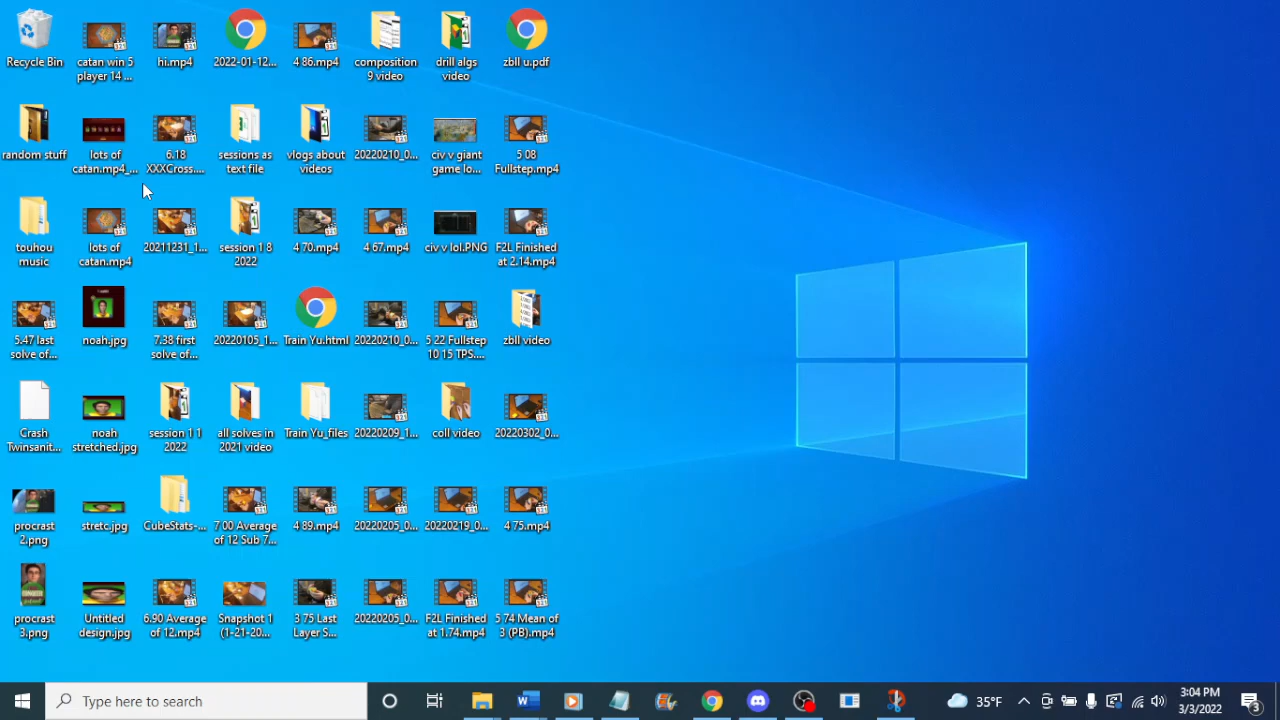 Recycle Bin
catan win 5
player 14 ...
hi.mp4
2022-01-12...
4 86.mp4
composition
9 video
drill algs
video
zbll u.pdf
random stuff
lots of
catan.mp4_...
6.18
XXXCross....
sessions as
text file
vlogs about
videos
20220210_0...
civ v giant
game lo...
5 08
Fullstep.mp4
touhou
music
lots of
catan.mp4
20211231_1...
session 1 8
2022
4 70.mp4
4 67.mp4
civ v lol.PNG
F2L Finished
at 2.14.mp4
5.47 last
solve of...
noah.jpg
7.38 first
solve of...
20220105_1...
Train Yu.html
20220210_0...
5 22 Fullstep
10 15 TPS....
zbll video
Crash
Twinsanit...
noah
stretched.jpg
session 1 1
2022
all solves in
2021 video
Train Yu_files
20220209_1...
coll video
20220302_0...
procrast
2.png
stretc.jpg
CubeStats-...
7 00 Average
of 12 Sub 7...
4 89.mp4
20220205_0...
20220219_0...
4 75.mp4
procrast
3.png
Untitled
design.jpg
6.90 Average
of 12.mp4
Snapshot 1
(1-21-20...
3 75 Last
Layer S...
20220205_0...
F2L Finished
at 1.74.mp4
5 74 Mean of
3 (PB).mp4
Type here to search
35°F
3:04 PM
3/3/2022
3